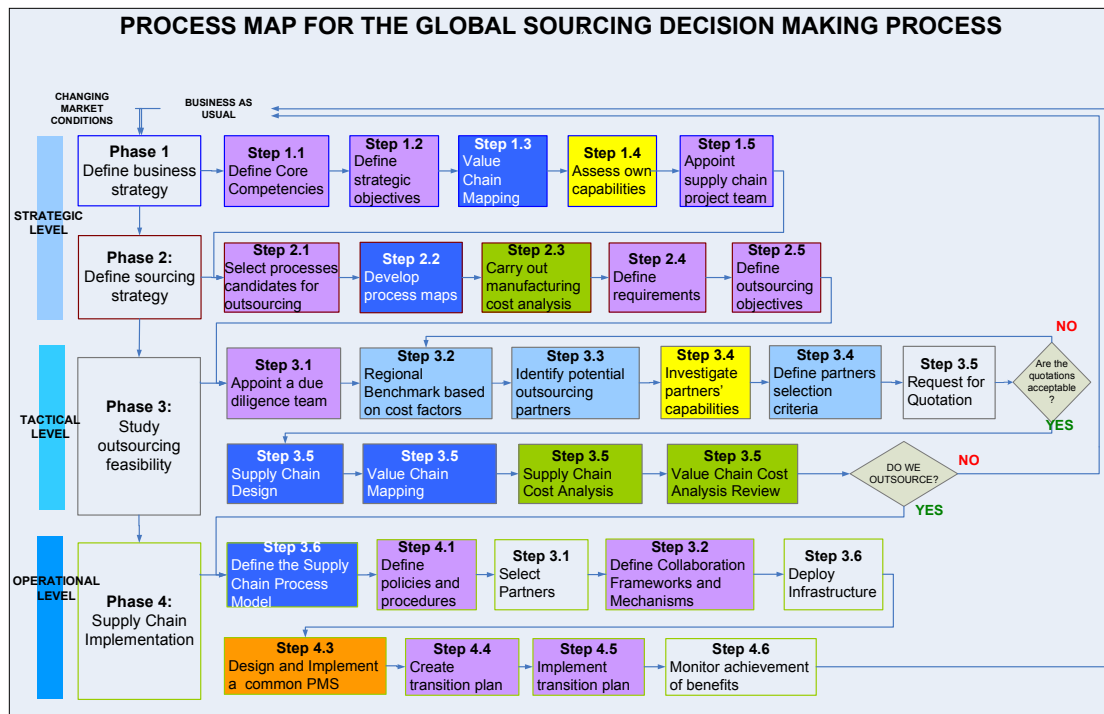 PROCESS MAP FOR THE GLOBAL SOURCING DECISION MAKING PROCESS
CHANGING
MARKET
CONDITIONS
BUSINESS AS
USUAL
STRATEGIC
LEVEL
Phase 1
Define business
strategy
Step 1.1
Define Core
Competencies
Step 1.2
Define
strategic
objectives
Step 1.3
Value
Chain
Mapping
Step 1.4
Assess own
capabilities
Step 1.5
Appoint
supply chain
project team
Phase 2:
Define sourcing
strategy
Step 2.1
Select processes
candidates for
outsourcing
Step 2.2
Develop
process maps
Step 2.3
Carry out
manufacturing
cost analysis
Step 2.4
Define
requirements
Step 2.5
Define
outsourcing
objectives
TACTICAL
LEVEL
Phase 3:
Study
outsourcing
feasibility
Step 3.1
Appoint a due
diligence team
Step 3.2
Regional
Benchmark based
on cost factors
Step 3.3
Identify potential
outsourcing
partners
Step 3.4
Investigate
partners'
capabilities
Step 3.4
Define partners
selection
criteria
Step 3.5
Request for
Quotation
NO
Are the
quotations
acceptable
?
YES
Step 3.5
Supply Chain
Design
Step 3.5
Value Chain
Mapping
Step 3.5
Supply Chain
Cost Analysis
Step 3.5
Value Chain Cost
Analysis Review
DO WE
OUTSOURCE?
NO
YES
OPERATIONAL
LEVEL
Phase 4:
Supply Chain
Implementation
Step 3.6
Define the Supply
Chain Process
Model
Step 4.1
Define
policies and
procedures
Step 3.1
Select
Partners
Step 3.2
Define Collaboration
Frameworks and
Mechanisms
Step 3.6
Deploy
Infrastructure
Step 4.3
Design and Implement
a common PMS
Step 4.4
Create
transition plan
Step 4.5
Implement
transition plan
Step 4.6
Monitor achievement
of benefits